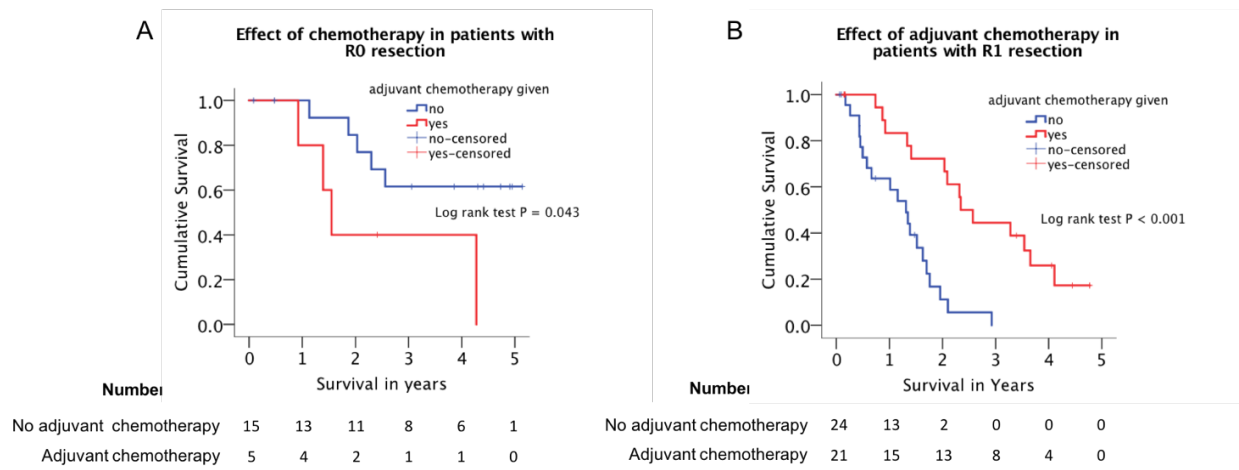 A
Effect of chemotherapy in patients with
R0 resection
adjuvant chemotherapy given
no
yes
no-censored
yes-censored
Log rank test P = 0.043
Cumulative Survival
1.0
0.8
0.6
0.4
0.2
0.0
0 1 2 3 4 5
Survival in years
Number
No adjuvant chemotherapy 15 13 11 8 6 1
Adjuvant chemotherapy 5 4 2 1 1 0
B
Effect of adjuvant chemotherapy in
patients with R1 resection
adjuvant chemotherapy given
no
yes
no-censored
yes-censored
Log rank test P < 0.001
Cumulative Survival
1.0
0.8
0.6
0.4
0.2
0.0
0 1 2 3 4 5
Survival in Years
Number
No adjuvant chemotherapy 24 13 2 0 0 0
Adjuvant chemotherapy 21 15 13 8 4 0